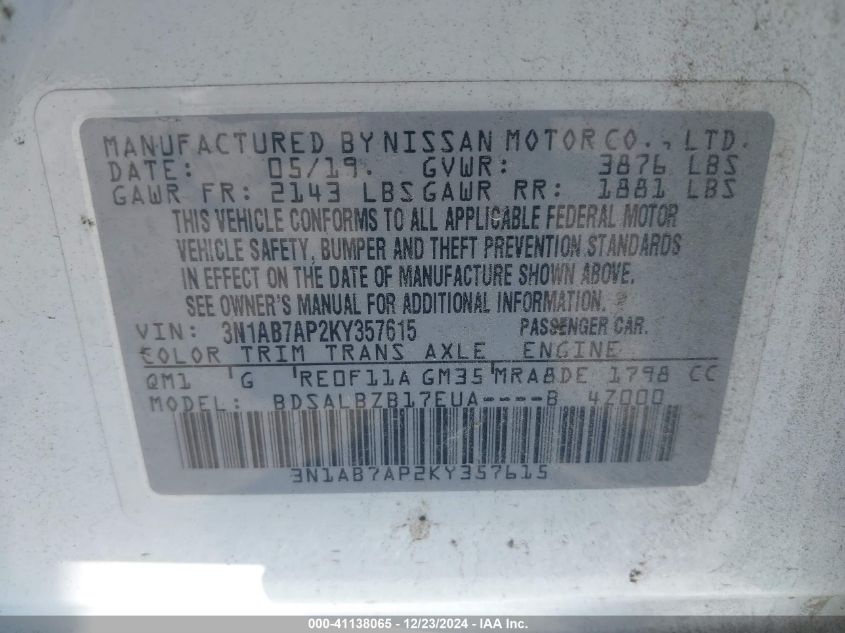 MANUFACTURED BY NISSAN MOTOR CO., LTD.
DATE: 05/19. GVWR: 3876 LBS
GAWR FR: 2143 LBS GAWR RR: 1881 LBS
THIS VEHICLE CONFORMS TO ALL APPLICABLE FEDERAL MOTOR
VEHICLE SAFETY, BUMPER AND THEFT PREVENTION STANDARDS
IN EFFECT ON THE DATE OF MANUFACTURE SHOWN ABOVE.
SEE OWNER'S MANUAL FOR ADDITIONAL INFORMATION.
VIN: 3N1AB7AP2KY357615 PASSENGER CAR.
COLOR TRIM TRANS AXLE ENGINE
QM1 G RE0F11A GM35 MRA8DE 1798 CC
MODEL: BDSALBZB17EUA----B 4Z000
3N1AB7AP2KY357615
000-41138065 - 12/23/2024 - IAA Inc.